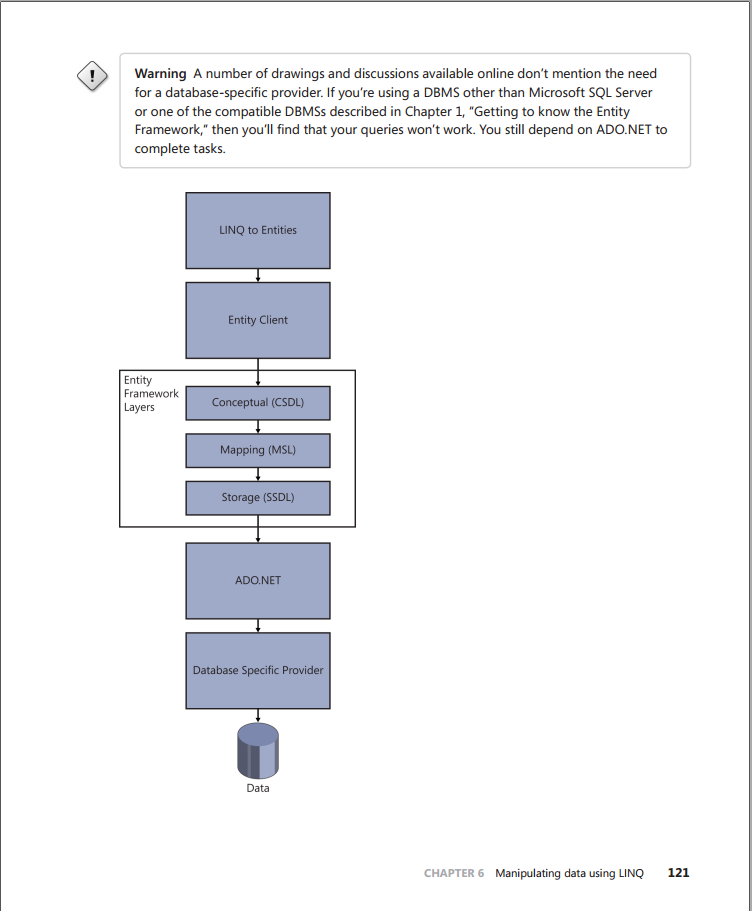 !
Warning A number of drawings and discussions available online don’t mention the need
for a database-specific provider. If you’re using a DBMS other than Microsoft SQL Server
or one of the compatible DBMSs described in Chapter 1, “Getting to know the Entity
Framework,” then you’ll find that your queries won’t work. You still depend on ADO.NET to
complete tasks.
LINQ to Entities
Entity Client
Entity
Framework
Layers
Conceptual (CSDL)
Mapping (MSL)
Storage (SSDL)
ADO.NET
Database Specific Provider
Data
CHAPTER 6 Manipulating data using LINQ 121